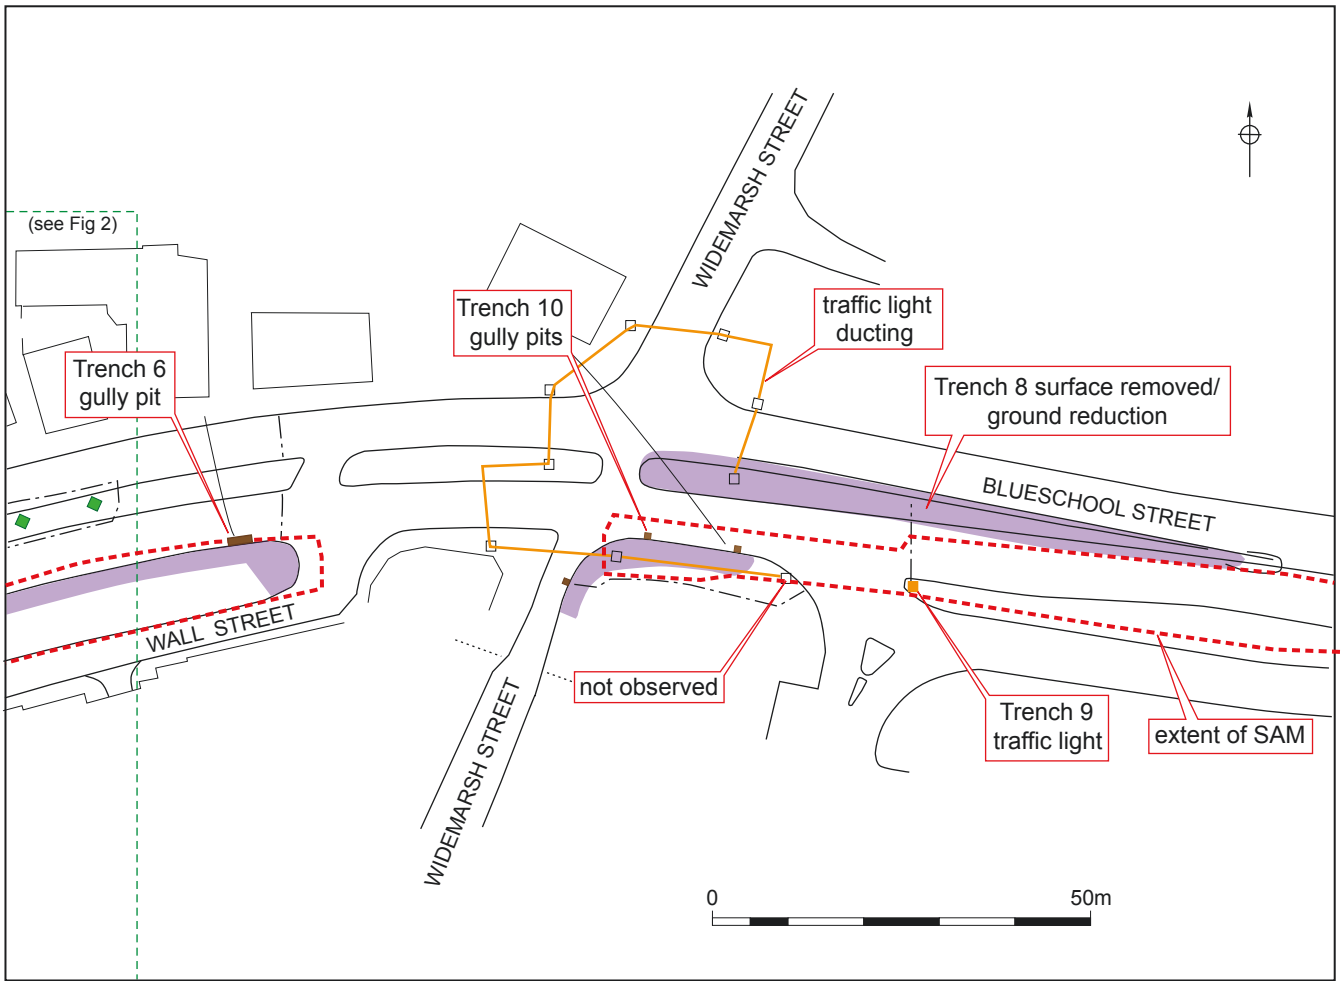 WIDEMARSH STREET
(see Fig 2)
Trench 10
gully pits
traffic light
ducting
Trench 6
gully pit
Trench 8 surface removed/
ground reduction
BLUESCHOOL STREET
WALL STREET
not observed
WIDEMARSH STREET
Trench 9
traffic light
extent of SAM
0
50m